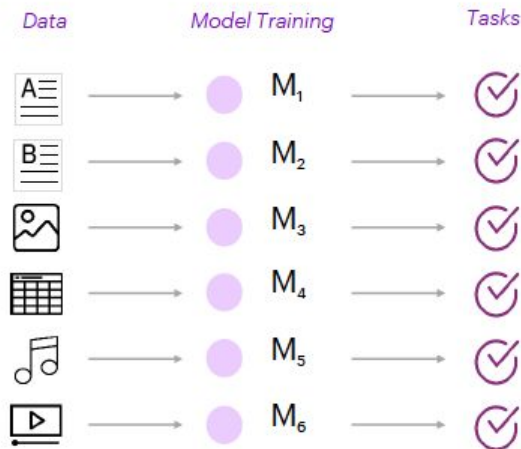 Data Model Training Tasks
A M₁
B M₂
M₃
M₄
M₅
M₆